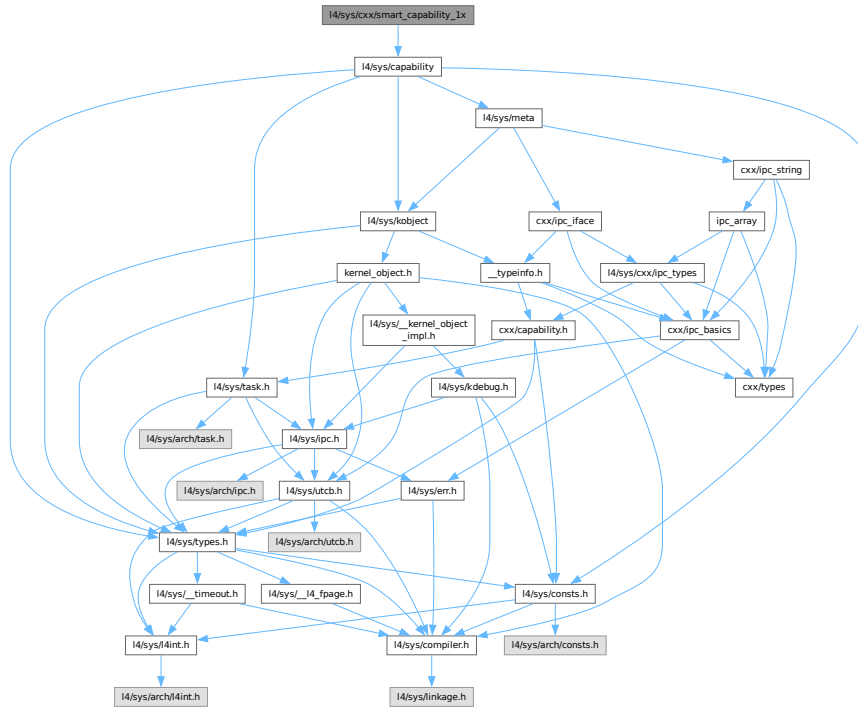 l4/sys/cxx/smart_capability_1x
l4/sys/capability
l4/sys/meta
cxx/ipc_string
l4/sys/kobject
cxx/ipc_iface
ipc_array
kernel_object.h
__typeinfo.h
l4/sys/cxx/ipc_types
l4/sys/__kernel_object
_impl.h
cxx/capability.h
cxx/ipc_basics
l4/sys/task.h
l4/sys/kdebug.h
cxx/types
l4/sys/arch/task.h
l4/sys/ipc.h
l4/sys/arch/ipc.h
l4/sys/utcb.h
l4/sys/err.h
l4/sys/types.h
l4/sys/arch/utcb.h
l4/sys/__timeout.h
l4/sys/__l4_fpage.h
l4/sys/consts.h
l4/sys/l4int.h
l4/sys/compiler.h
l4/sys/arch/consts.h
l4/sys/arch/l4int.h
l4/sys/linkage.h